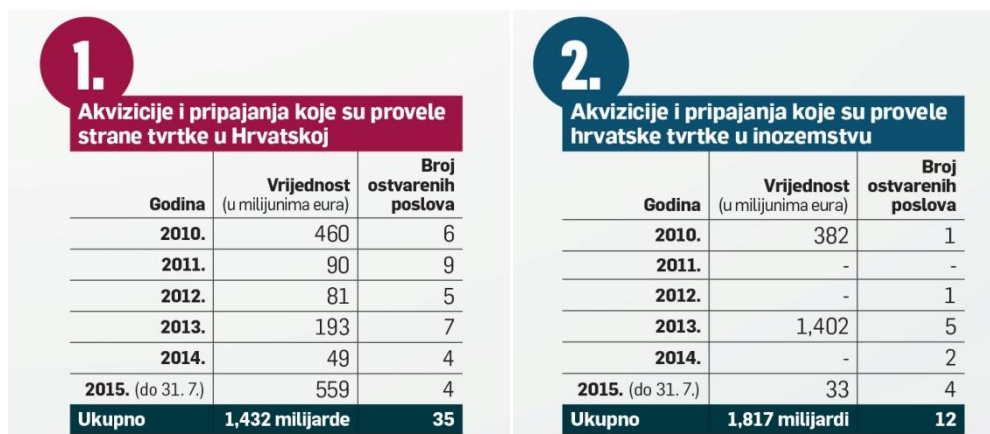 1.
Akvizicije i pripajanja koje su provele
strane tvrtke u Hrvatskoj
Godina Vrijednost (u milijunima eura) Broj ostvarenih poslova
2010. 460 6
2011. 90 9
2012. 81 5
2013. 193 7
2014. 49 4
2015. (do 31. 7.) 559 4
Ukupno 1,432 milijarde 35
2.
Akvizicije i pripajanja koje su provele
hrvatske tvrtke u inozemstvu
Godina Vrijednost (u milijunima eura) Broj ostvarenih poslova
2010. 382 1
2011. - -
2012. - 1
2013. 1,402 5
2014. - 2
2015. (do 31. 7.) 33 4
Ukupno 1,817 milijardi 12